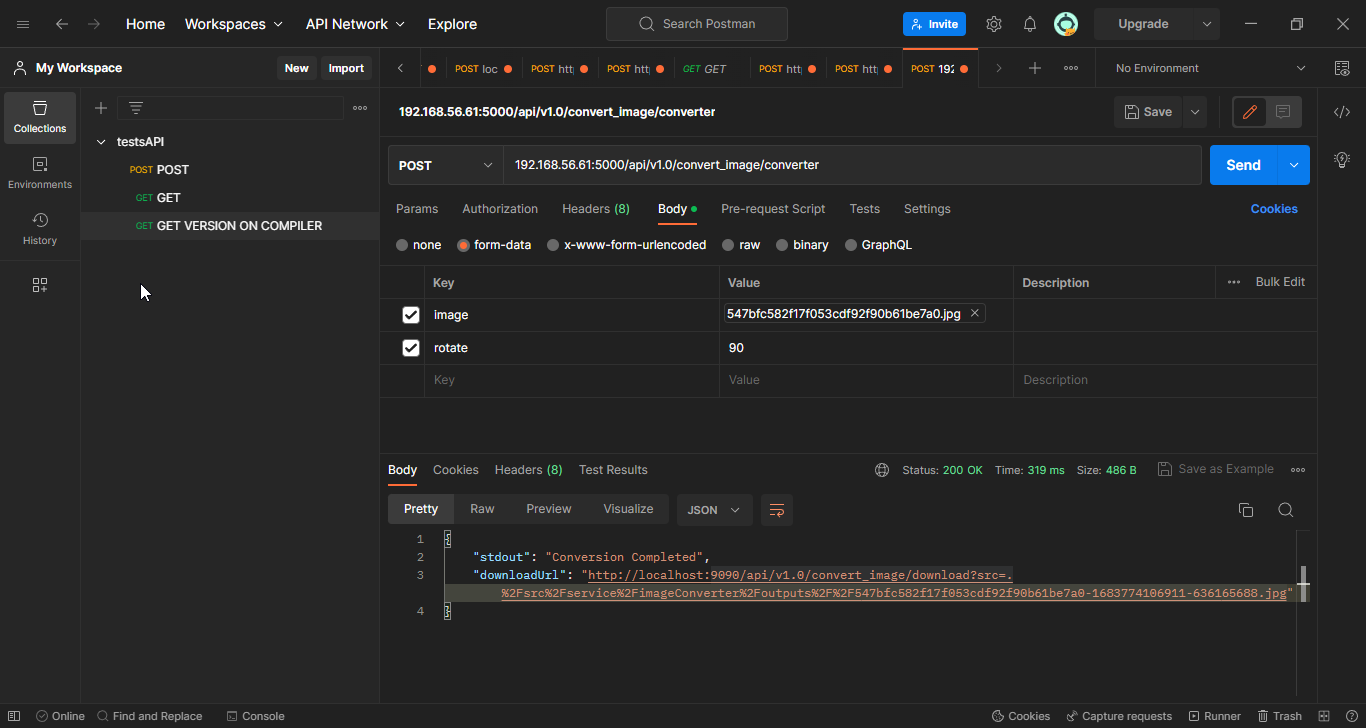 Home Workspaces API Network Explore Search Postman Invite Upgrade
My Workspace New Import POST loc POST htt POST htt GET GET POST htt POST htt POST 192 No Environment
Collections
Environments
History
testsAPI
POST POST
GET GET
GET GET VERSION ON COMPILER
192.168.56.61:5000/api/v1.0/convert_image/converter Save
POST 192.168.56.61:5000/api/v1.0/convert_image/converter Send
Params Authorization Headers (8) Body Pre-request Script Tests Settings Cookies
none form-data x-www-form-urlencoded raw binary GraphQL
Key Value Description Bulk Edit
image 547bfc582f17f053cdf92f90b61be7a0.jpg
rotate 90
Key Value Description
Body Cookies Headers (8) Test Results Status: 200 OK Time: 319 ms Size: 486 B Save as Example
Pretty Raw Preview Visualize JSON
1 {
2 "stdout": "Conversion Completed",
3 "downloadUrl": "http://localhost:9090/api/v1.0/convert_image/download?src=.
%2Fsrc%2Fservice%2FimageConverter%2Foutputs%2F%2F547bfc582f17f053cdf92f90b61be7a0-1683774106911-636165688.jpg"
4 }
Online Find and Replace Console Cookies Capture requests Runner Trash